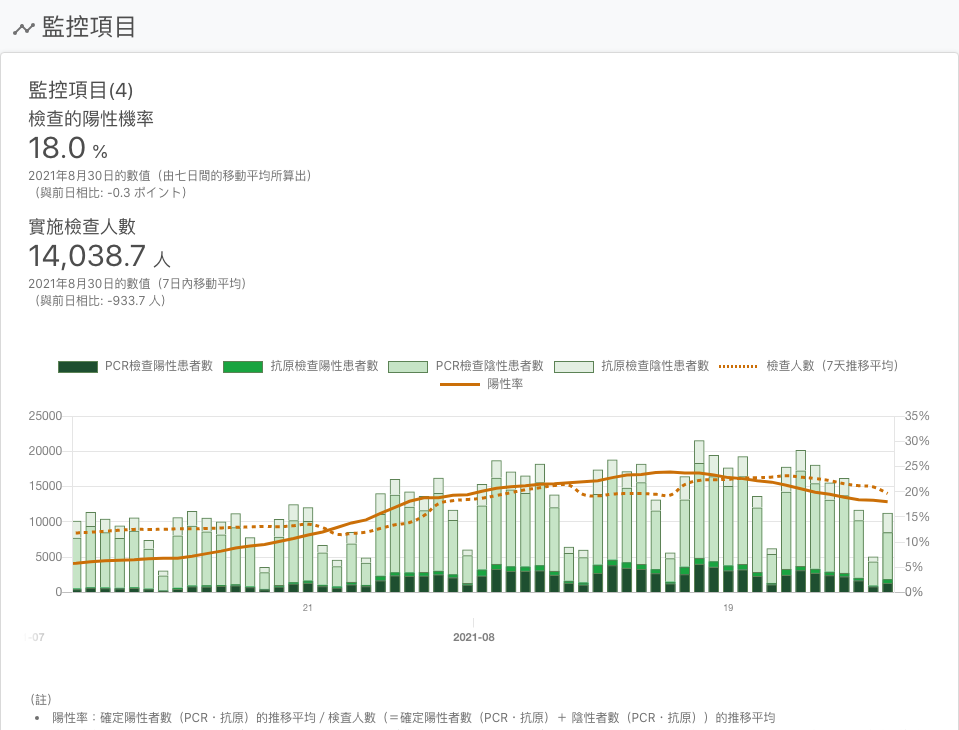 監控項目
監控項目(4)
檢查的陽性機率
18.0 %
2021年8月30日的數值（由七日間的移動平均所算出）
（與前日相比: -0.3 ポイント）
實施檢查人數
14,038.7 人
2021年8月30日的數值（7日內移動平均）
（與前日相比: -933.7 人）
PCR檢查陽性患者數 抗原檢查陽性患者數 PCR檢查陰性患者數 抗原檢查陰性患者數 檢查人數（7天推移平均）
陽性率
25000 35%
30%
20000
25%
15000 20%
10000 15%
10%
5000 5%
0 0%
21 19
-07 2021-08
（註）
• 陽性率：確定陽性者數（PCR・抗原）的推移平均 / 検査人數（＝確定陽性者數（PCR・抗原）＋ 陰性者數（PCR・抗原））的推移平均